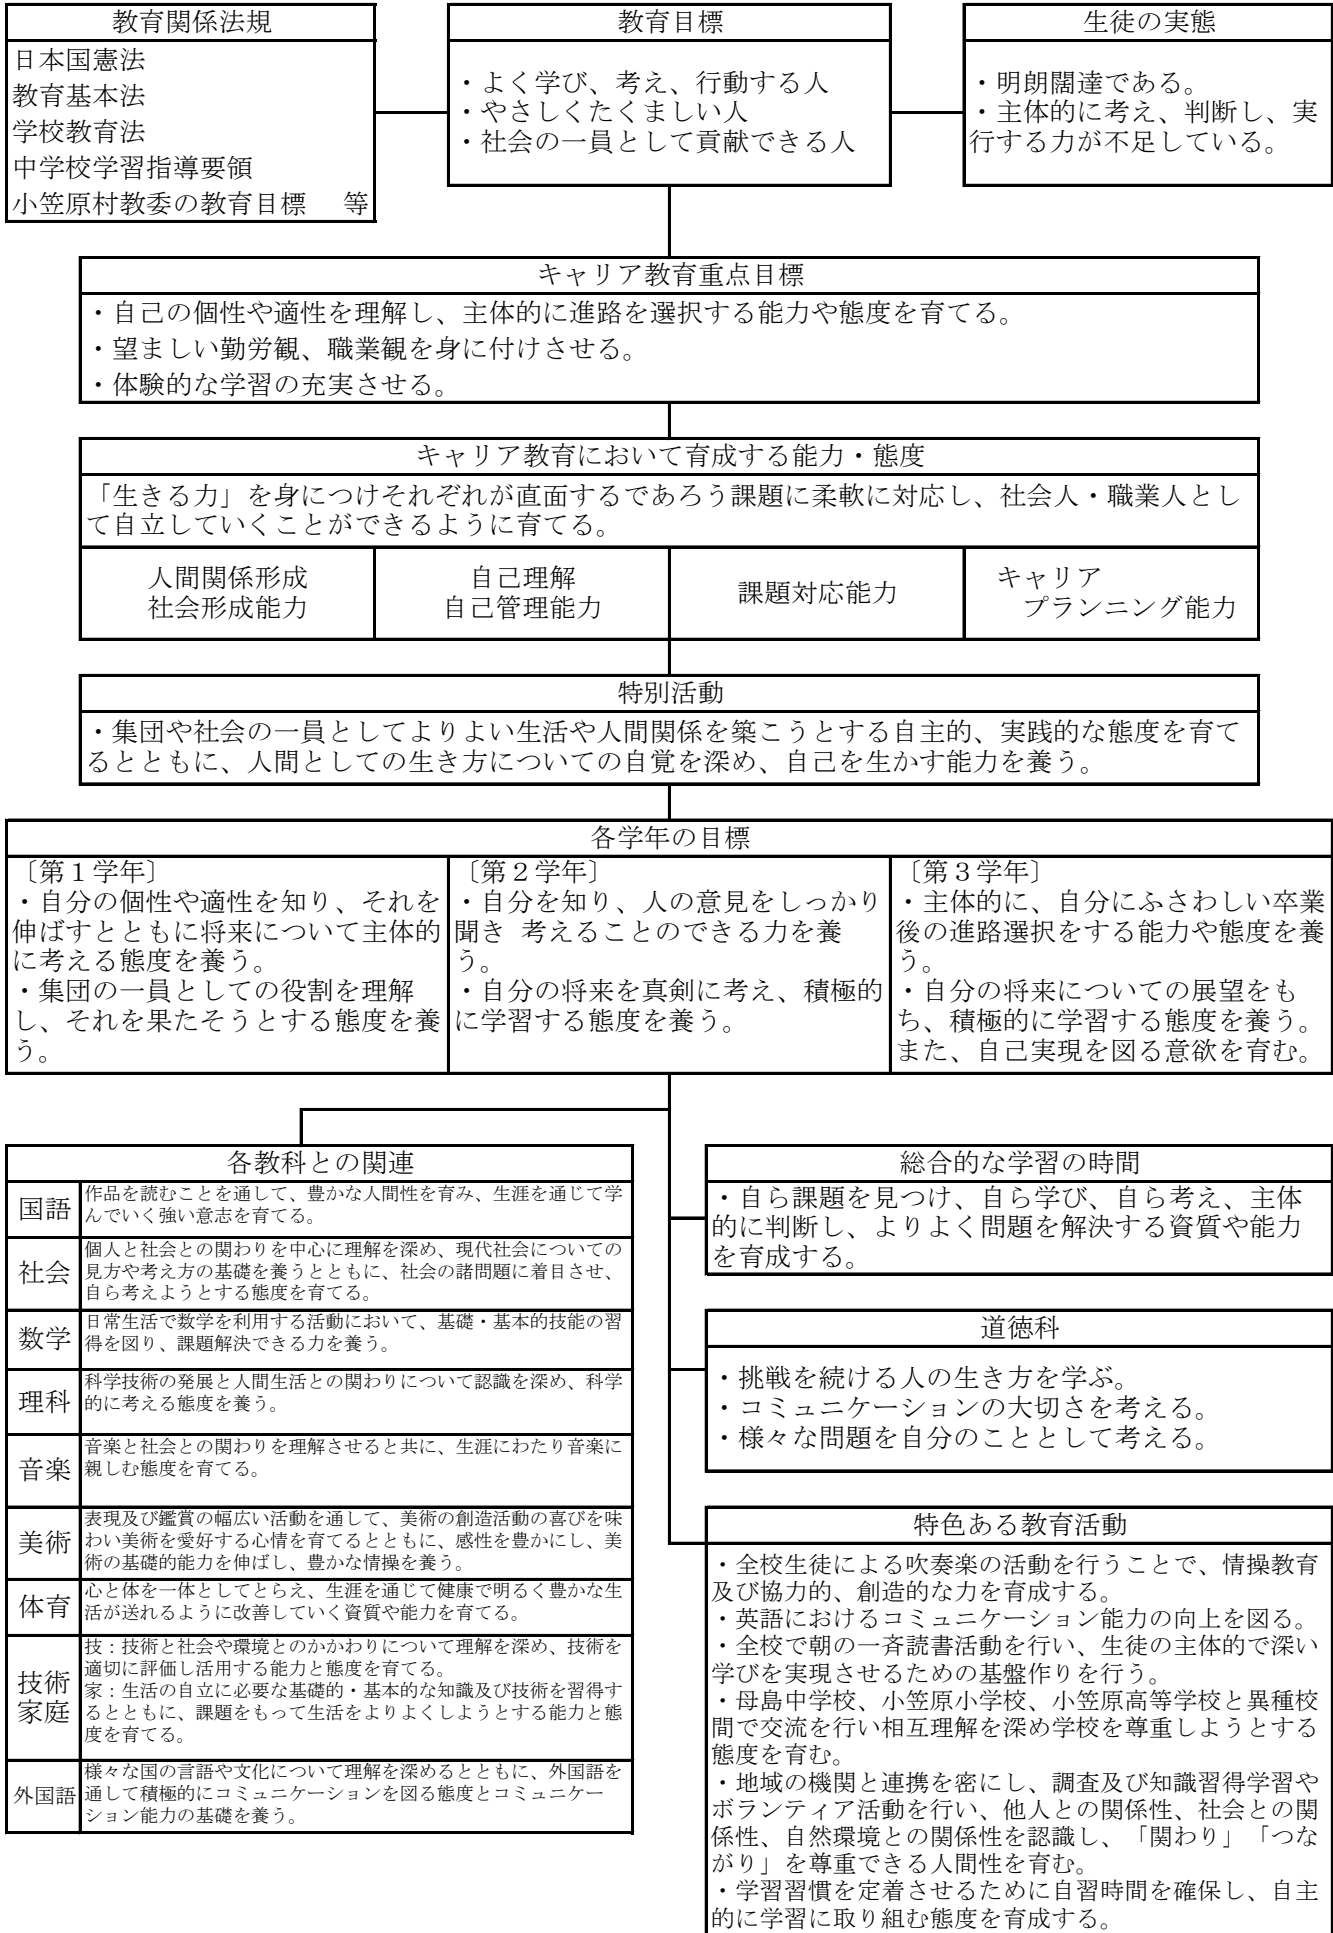 教育関係法規
日本国憲法
教育基本法
学校教育法
中学校学習指導要領
小笠原村教委の教育目標　等
教育目標
・よく学び、考え、行動する人
・やさしくたくましい人
・社会の一員として貢献できる人
生徒の実態
・明朗闊達である。
・主体的に考え、判断し、実
行する力が不足している。
キャリア教育重点目標
・自己の個性や適性を理解し、主体的に進路を選択する能力や態度を育てる。
・望ましい勤労観、職業観を身に付けさせる。
・体験的な学習の充実させる。
キャリア教育において育成する能力・態度
「生きる力」を身につけそれぞれが直面するであろう課題に柔軟に対応し、社会人・職業人とし
て自立していくことができるように育てる。
人間関係形成
社会形成能力
自己理解
自己管理能力
課題対応能力
キャリア
プランニング能力
特別活動
・集団や社会の一員としてよりよい生活や人間関係を築こうとする自主的、実践的な態度を育て
るとともに、人間としての生き方についての自覚を深め、自己を生かす能力を養う。
各学年の目標
〔第１学年〕
・自分の個性や適性を知り、それを
伸ばすとともに将来について主体的
に考える態度を養う。
・集団の一員としての役割を理解
し、それを果たそうとする態度を養
う。
〔第２学年〕
・自分を知り、人の意見をしっかり
聞き 考えることのできる力を養
う。
・自分の将来を真剣に考え、積極的
に学習する態度を養う。
〔第３学年〕
・主体的に、自分にふさわしい卒業
後の進路選択をする能力や態度を養
う。
・自分の将来についての展望をも
ち、積極的に学習する態度を養う。
また、自己実現を図る意欲を育む。
各教科との関連
国語
作品を読むことを通して、豊かな人間性を育み、生涯を通じて学
んでいく強い意志を育てる。
社会
個人と社会との関わりを中心に理解を深め、現代社会についての
見方や考え方の基礎を養うとともに、社会の諸問題に着目させ、
自ら考えようとする態度を育てる。
数学
日常生活で数学を利用する活動において、基礎・基本的技能の習
得を図り、課題解決できる力を養う。
理科
科学技術の発展と人間生活との関わりについて認識を深め、科学
的に考える態度を養う。
音楽
音楽と社会との関わりを理解させると共に、生涯にわたり音楽に
親しむ態度を育てる。
美術
表現及び鑑賞の幅広い活動を通して、美術の創造活動の喜びを味
わい美術を愛好する心情を育てるとともに、感性を豊かにし、美
術の基礎的能力を伸ばし、豊かな情操を養う。
体育
心と体を一体としてとらえ、生涯を通じて健康で明るく豊かな生
活が送れるように改善していく資質や能力を育てる。
技術
家庭
技：技術と社会や環境とのかかわりについて理解を深め、技術を
適切に評価し活用する能力と態度を育てる。
家：生活の自立に必要な基礎的・基本的な知識及び技術を習得す
るとともに、課題をもって生活をよりよくしようとする能力と態
度を育てる。
外国語
様々な国の言語や文化について理解を深めるとともに、外国語を
通して積極的にコミュニケーションを図る態度とコミュニケー
ション能力の基礎を養う。
総合的な学習の時間
・自ら課題を見つけ、自ら学び、自ら考え、主体
的に判断し、よりよく問題を解決する資質や能力
を育成する。
道徳科
・挑戦を続ける人の生き方を学ぶ。
・コミュニケーションの大切さを考える。
・様々な問題を自分のこととして考える。
特色ある教育活動
・全校生徒による吹奏楽の活動を行うことで、情操教育
及び協力的、創造的な力を育成する。
・英語におけるコミュニケーション能力の向上を図る。
・全校で朝の一斉読書活動を行い、生徒の主体的で深い
学びを実現させるための基盤作りを行う。
・母島中学校、小笠原小学校、小笠原高等学校と異種校
間で交流を行い相互理解を深め学校を尊重しようとする
態度を育む。
・地域の機関と連携を密にし、調査及び知識習得学習や
ボランティア活動を行い、他人との関係性、社会との関
係性、自然環境との関係性を認識し、「関わり」「つな
がり」を尊重できる人間性を育む。
・学習習慣を定着させるために自習時間を確保し、自主
的に学習に取り組む態度を育成する。